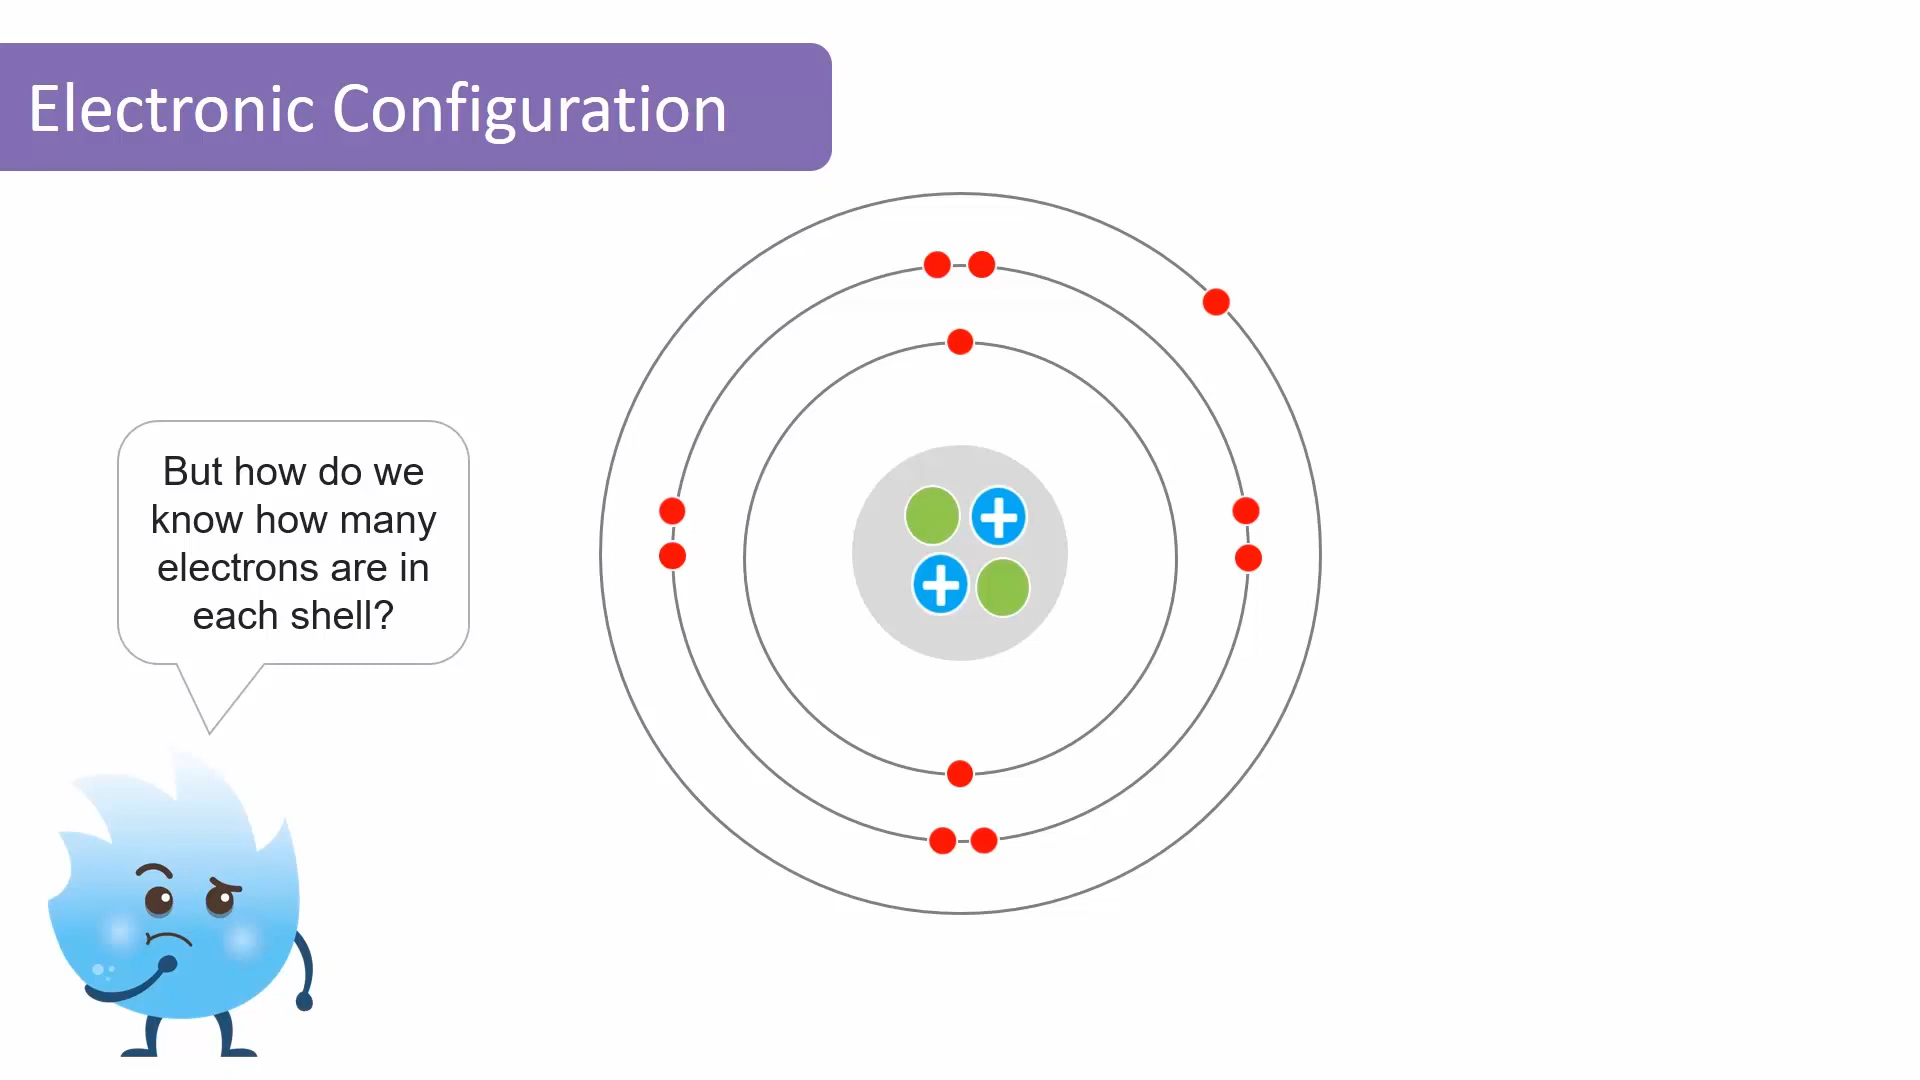 Electronic Configuration
But how do we
know how many
electrons are in
each shell?